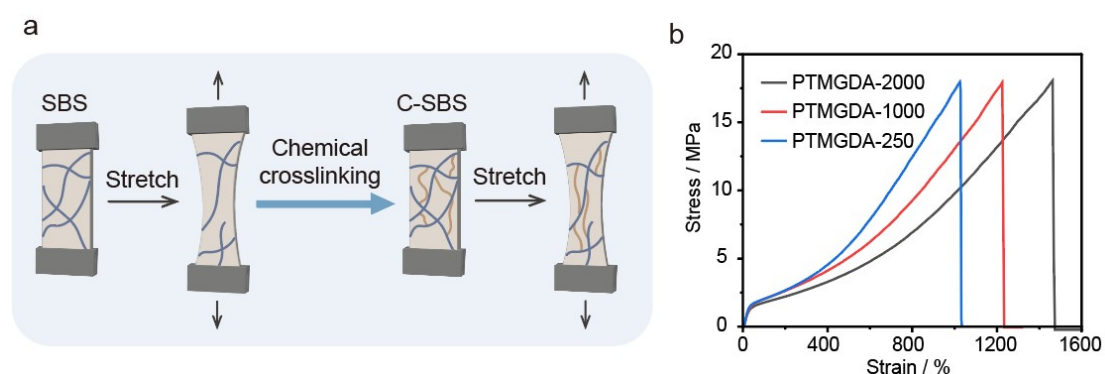 a
SBS
Stretch
Chemical
crosslinking
C-SBS
Stretch
b
20
15
10
5
0
Stress / MPa
PTMGDA-2000
PTMGDA-1000
PTMGDA-250
0
400
800
1200
1600
Strain / %